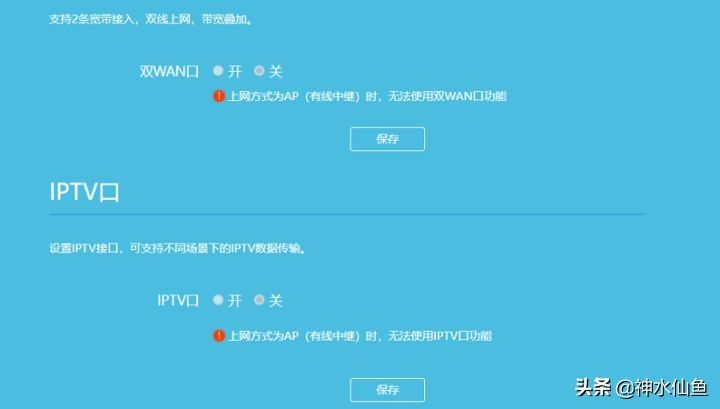 支持2条宽带接入，双线上网，带宽叠加。
双WAN口 开 关
! 上网方式为AP（有线中继）时，无法使用双WAN口功能
保存
IPTV口
设置IPTV接口，可支持不同场景下的IPTV数据传输。
IPTV口 开 关
! 上网方式为AP（有线中继）时，无法使用IPTV口功能
保存
头条 @神水仙鱼